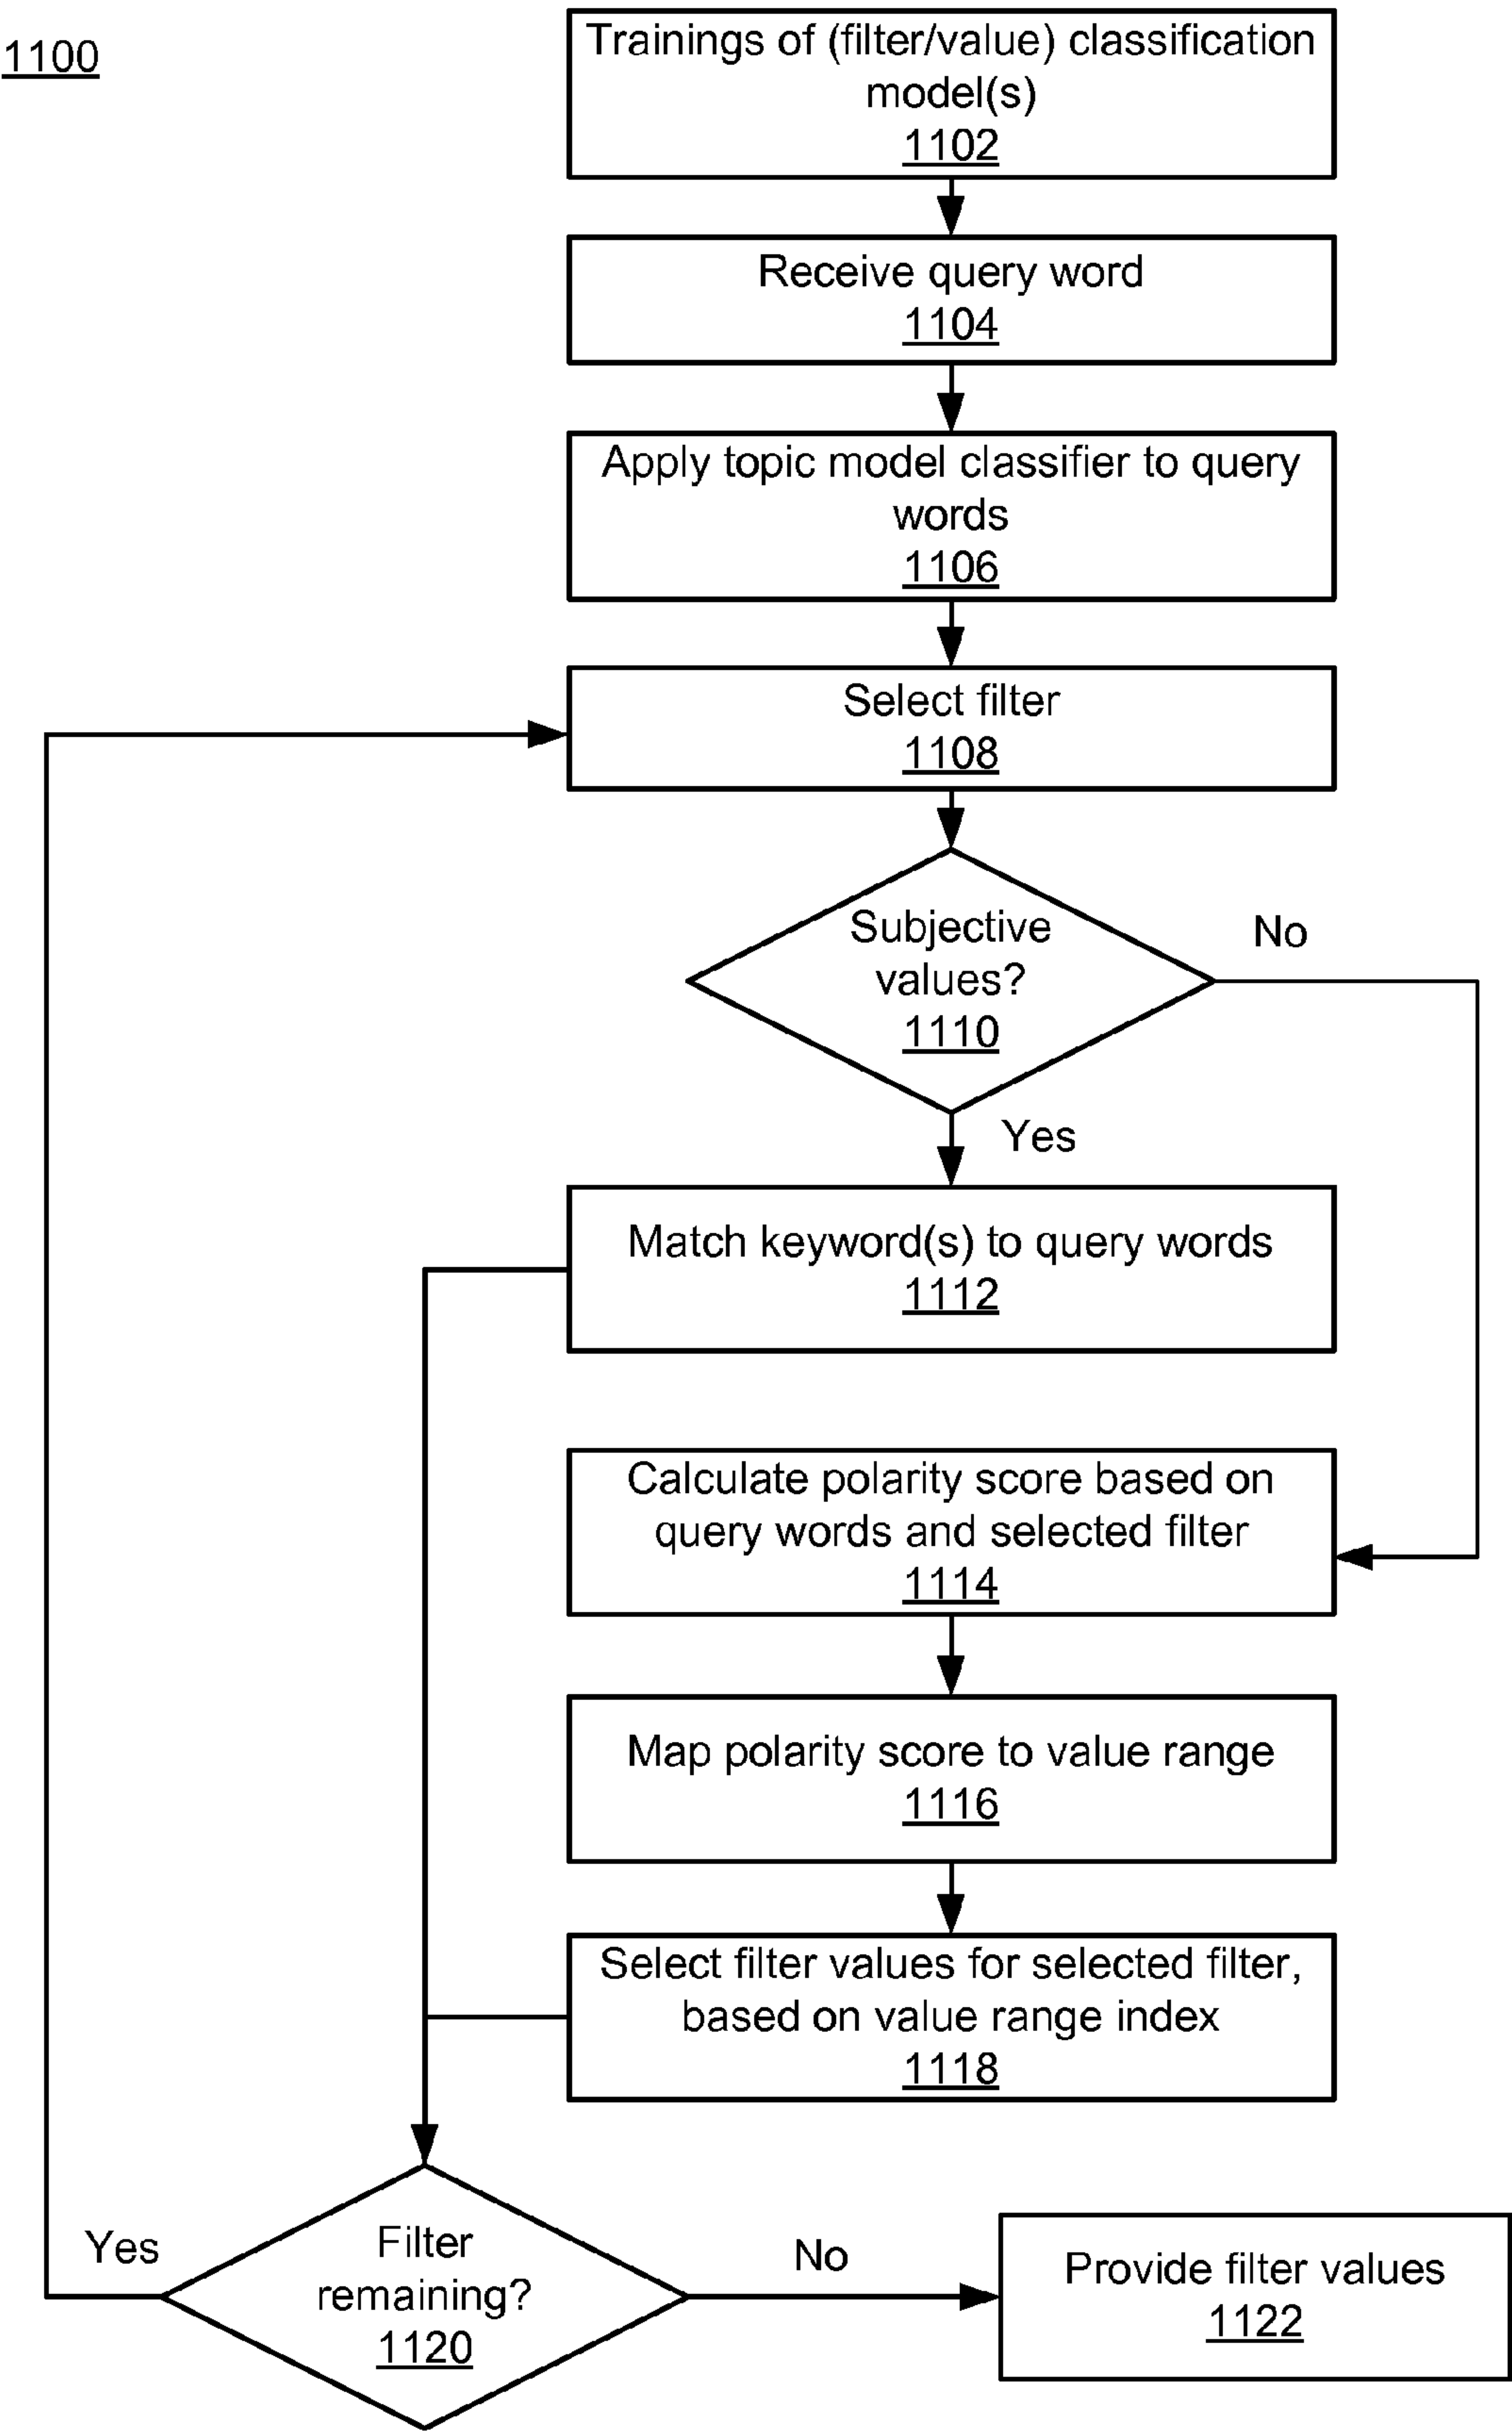 1100
Trainings of (filter/value) classification
model(s)
1102
Receive query word
1104
Apply topic model classifier to query
words
1106
Select filter
1108
Subjective
values?
1110
No
Yes
Match keyword(s) to query words
1112
Calculate polarity score based on
query words and selected filter
1114
Map polarity score to value range
1116
Select filter values for selected filter,
based on value range index
1118
Yes
Filter
remaining?
1120
No
Provide filter values
1122